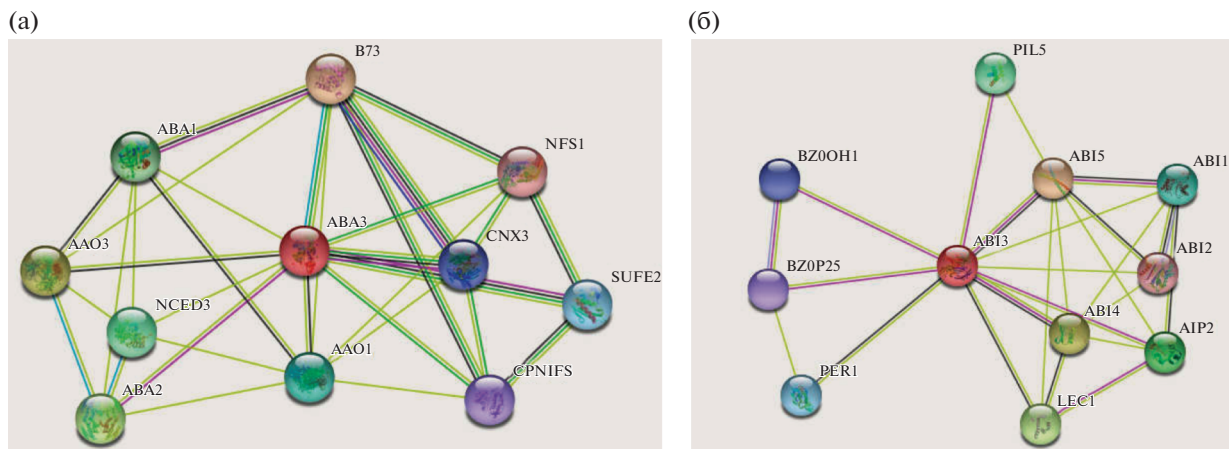 (а)
B73
ABA1
NFS1
AAO3
ABA3
CNX3
SUFE2
NCED3
AAO1
CPNIFS
ABA2
(б)
PIL5
BZ0OH1
ABI5
ABI1
ABI3
ABI2
BZ0P25
ABI4
AIP2
PER1
LEC1